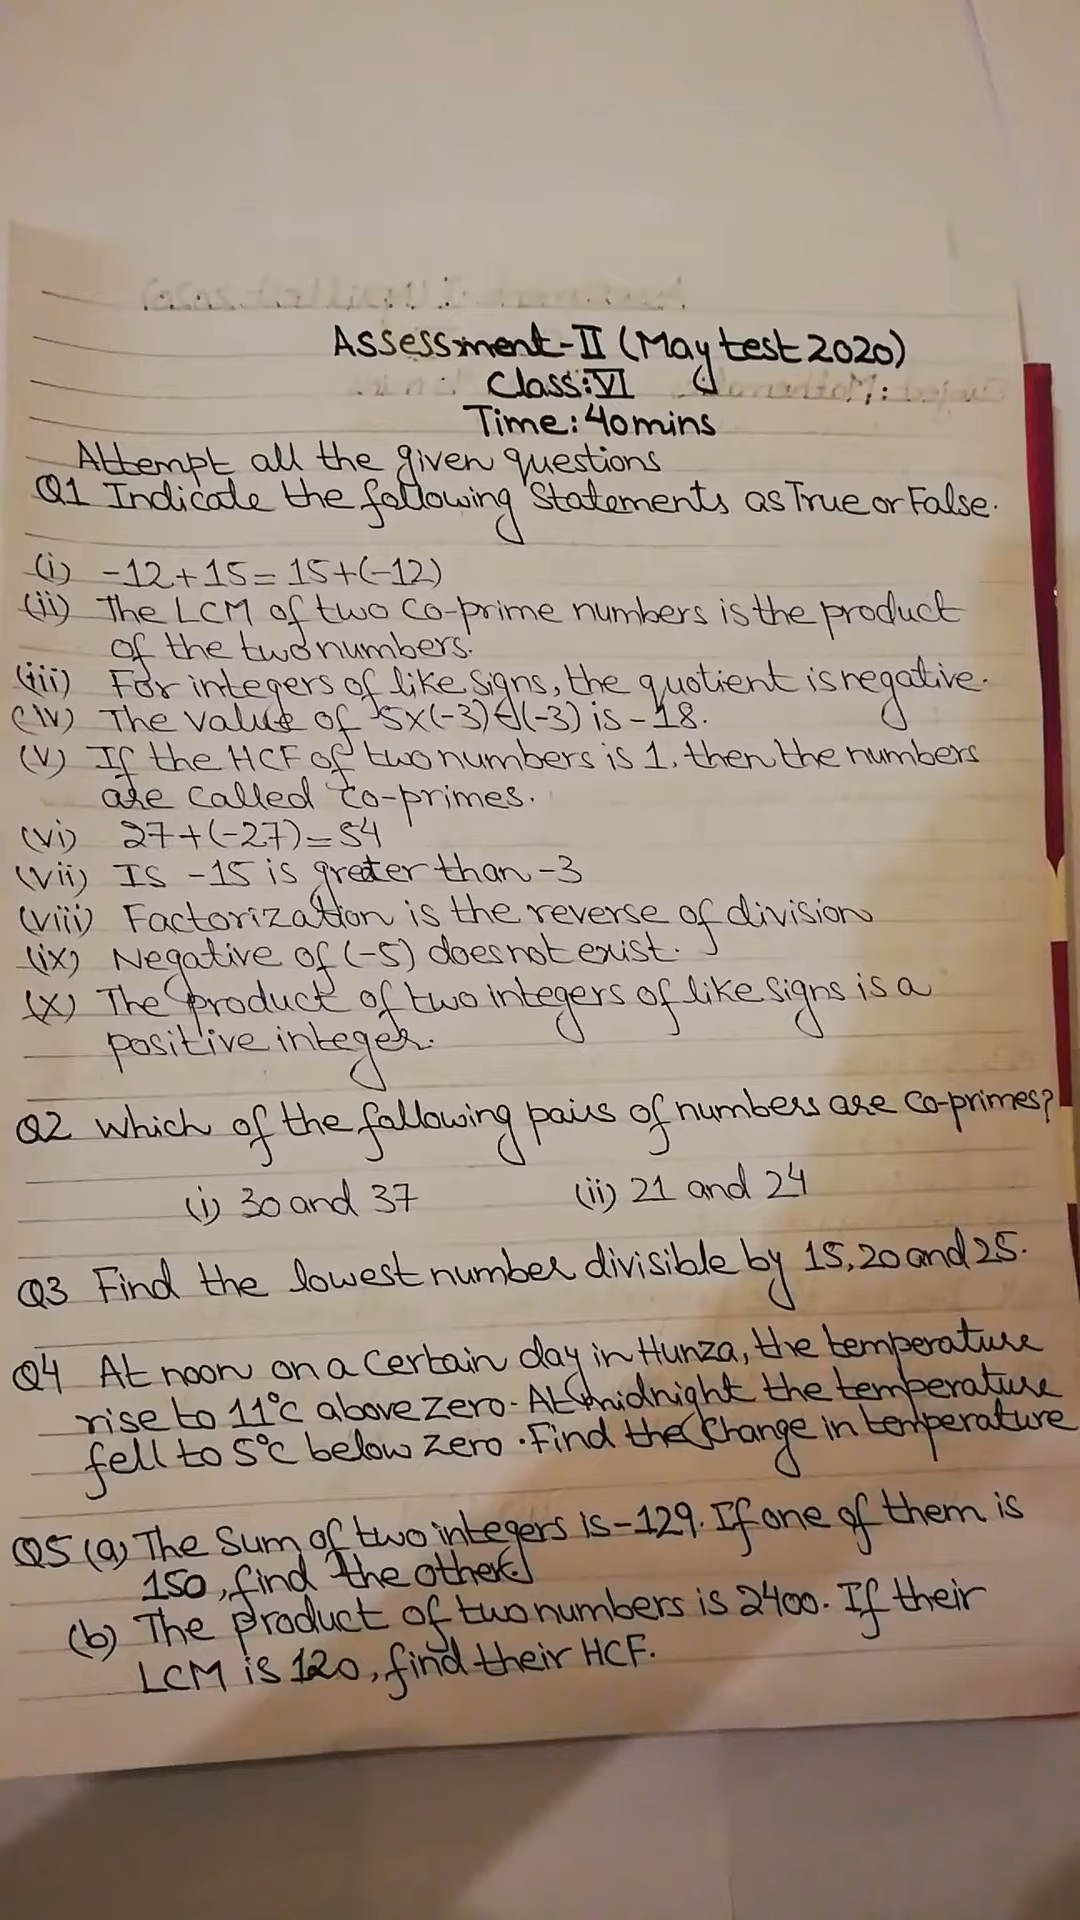 Assessment-II (May test 2020)
Class: VI
Time: 40mins
Attempt all the given questions
Q1 Indicate the following Statements as True or False.
(i) -12+15=15+(-12)
(ii) The LCM of two co-prime numbers is the product
of the two numbers.
(iii) For integers of like signs, the quotient is negative.
(iv) The value of 5x(-3) (-3) is -18.
(v) If the HCF of two numbers is 1, then the numbers
are called co-primes.
(vi) 27+(-27)=54
(vii) Is -15 is greater than -3
(viii) Factorization is the reverse of division
(ix) Negative of (-5) does not exist.
(x) The product of two integers of like signs is a
positive integer.
Q2 which of the following pairs of numbers are co-primes?
(i) 30 and 37 (ii) 21 and 24
Q3 Find the lowest number divisible by 15, 20 and 25.
Q4 At noon on a certain day in Hunza, the temperature
rise to 11°c above zero. At midnight the temperature
fell to 5°c below zero. Find the change in temperature
Q5 (a) The Sum of two integers is -129. If one of them is
150, find the other.
(b) The product of two numbers is 2400. If their
LCM is 120, find their HCF.